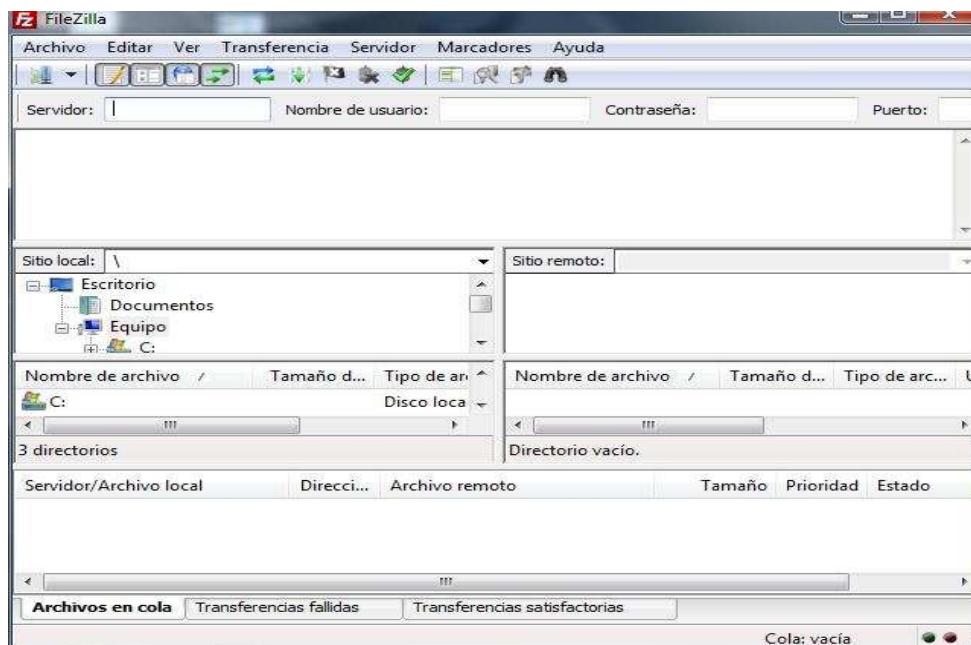 FileZilla
Archivo Editar Ver Transferencia Servidor Marcadores Ayuda
Servidor: Nombre de usuario: Contraseña: Puerto:
Sitio local: \ Sitio remoto:
Escritorio
Documentos
Equipo
C:
Nombre de archivo Tamaño d... Tipo de ar Nombre de archivo Tamaño d... Tipo de arc... U
C: Disco loca
3 directorios Directorio vacío.
Servidor/Archivo local Direcci... Archivo remoto Tamaño Prioridad Estado
Archivos en cola Transferencias fallidas Transferencias satisfactorias
Cola: vacía